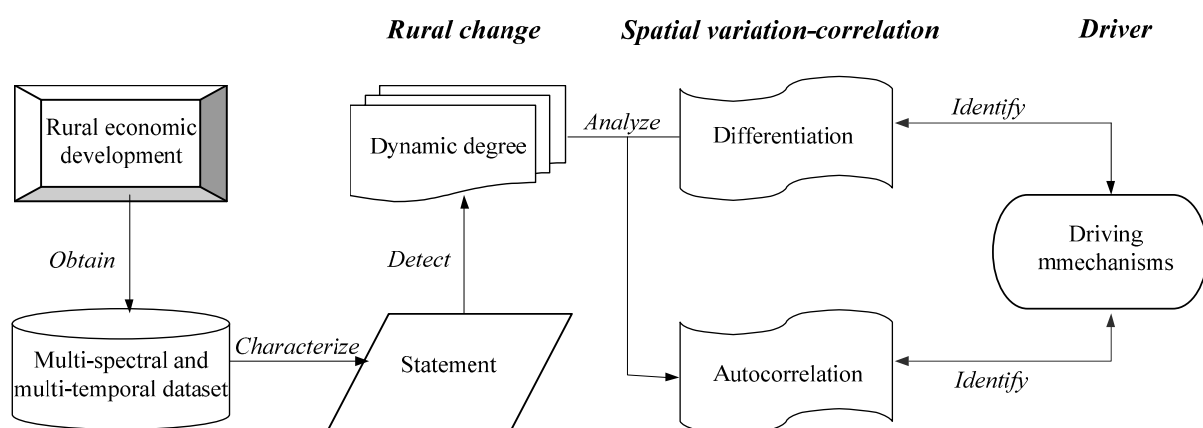 Rural change
Spatial variation-correlation
Driver
Rural economic
development
Dynamic degree
Analyze
Differentiation
Identify
Driving
mmechanisms
Obtain
Detect
Multi-spectral and
multi-temporal dataset
Characterize
Statement
Autocorrelation
Identify